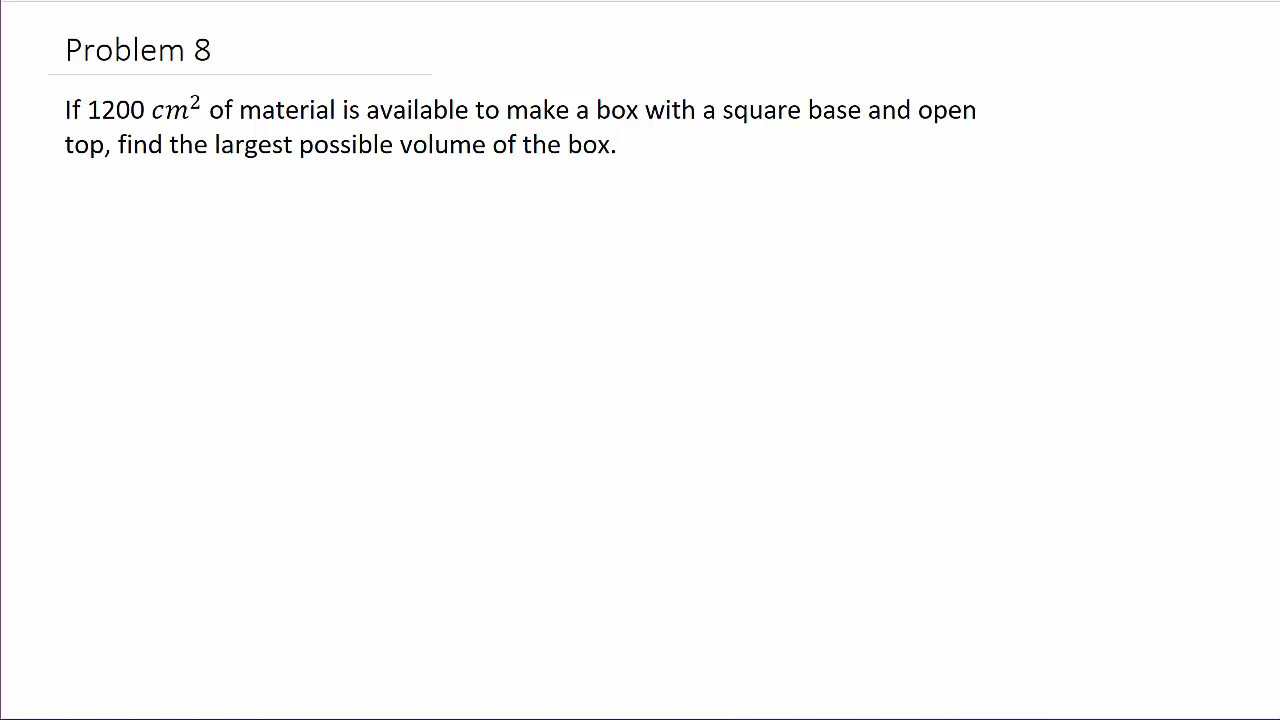 Problem 8
If 1200 cm² of material is available to make a box with a square base and open
top, find the largest possible volume of the box.